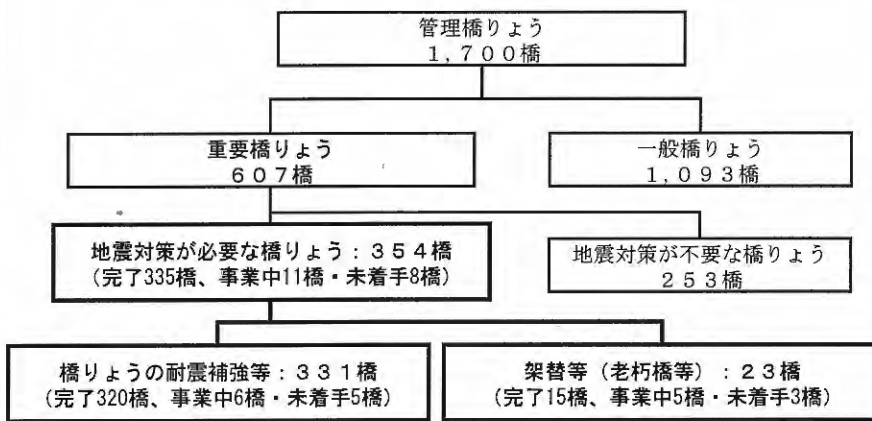 管理橋りょう
１,７００橋
重要橋りょう
６０７橋
一般橋りょう
１,０９３橋
地震対策が必要な橋りょう：３５４橋
(完了335橋、事業中11橋・未着手8橋)
地震対策が不要な橋りょう
２５３橋
橋りょうの耐震補強等：３３１橋
(完了320橋、事業中6橋・未着手5橋)
架替等（老朽橋等）：２３橋
(完了15橋、事業中5橋・未着手3橋)